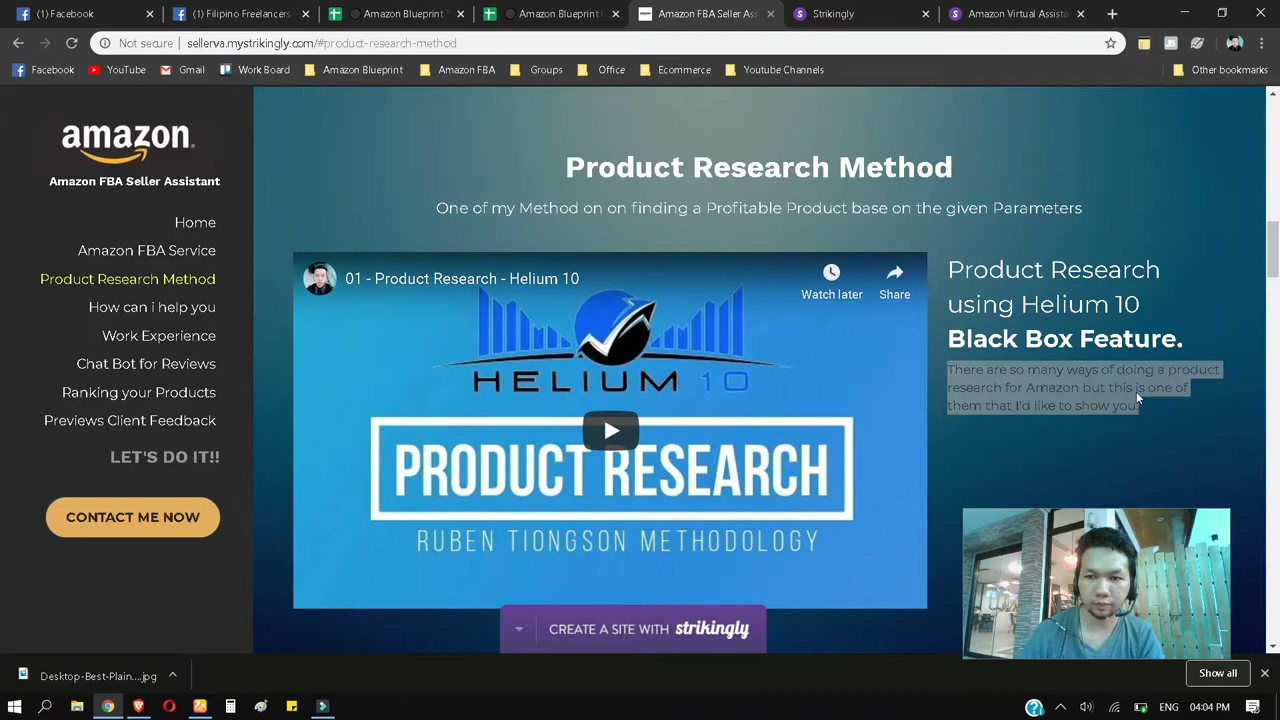 (1) Facebook
(1) Filipino Freelancers
Amazon Blueprint
Amazon Blueprint
Amazon FBA Seller Ass
Strikingly
Amazon Virtual Assista
Not secure
sellerva.mystrikingly.com/#product-research-method
Facebook
YouTube
Gmail
Work Board
Amazon Blueprint
Amazon FBA
Groups
Office
Ecommerce
Youtube Channels
Other bookmarks
amazon
Amazon FBA Seller Assistant
Home
Amazon FBA Service
Product Research Method
How can i help you
Work Experience
Chat Bot for Reviews
Ranking your Products
Previews Client Feedback
LET'S DO IT!!
CONTACT ME NOW
Product Research Method
One of my Method on on finding a Profitable Product base on the given Parameters
01 - Product Research - Helium 10
Watch later
Share
HELIUM 10
PRODUCT RESEARCH
RUBEN TIONGSON METHODOLOGY
Product Research
using Helium 10
Black Box Feature.
There are so many ways of doing a product
research for Amazon but this is one of
them that I'd like to show you.
CREATE A SITE WITH strikingly
Desktop-Best-Plain....jpg
Show all
ENG
04:04 PM